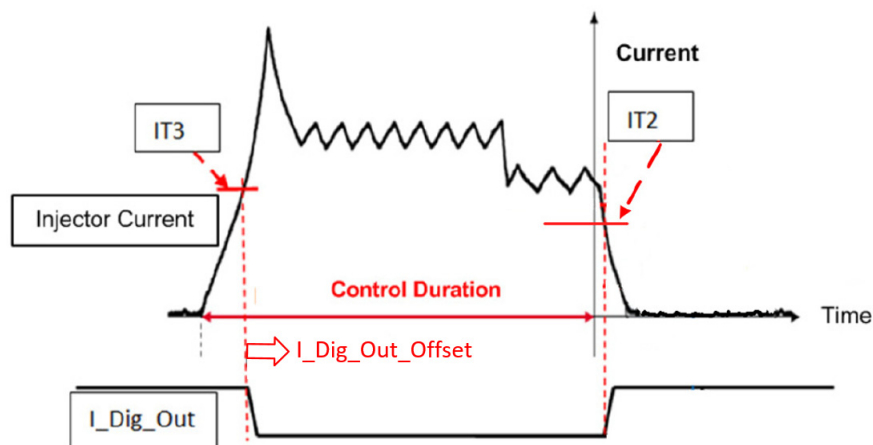 Current
IT3
IT2
Injector Current
Control Duration
Time
I_Dig_Out_Offset
I_Dig_Out